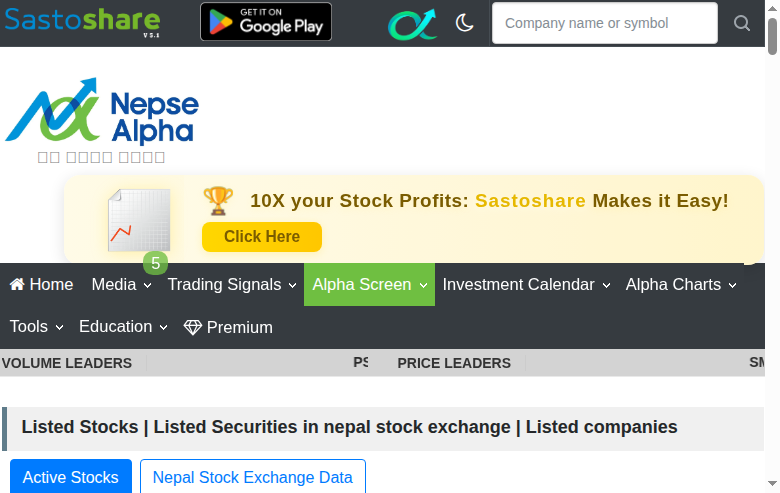 Sastoshare
V 5.1
GET IT ON
Google Play
Company name or symbol
Nepse
Alpha
10X your Stock Profits: Sastoshare Makes it Easy!
Click Here
5
Home Media Trading Signals Alpha Screen Investment Calendar Alpha Charts
Tools Education Premium
VOLUME LEADERS PS PRICE LEADERS SM
Listed Stocks | Listed Securities in nepal stock exchange | Listed companies
Active Stocks Nepal Stock Exchange Data